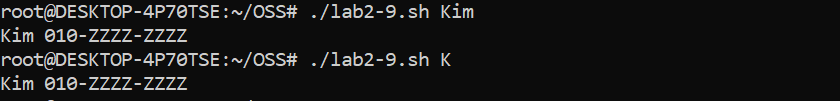 root@DESKTOP-4P70TSE:~/OSS# ./lab2-9.sh Kim
Kim 010-ZZZZ-ZZZZ
root@DESKTOP-4P70TSE:~/OSS# ./lab2-9.sh K
Kim 010-ZZZZ-ZZZZ